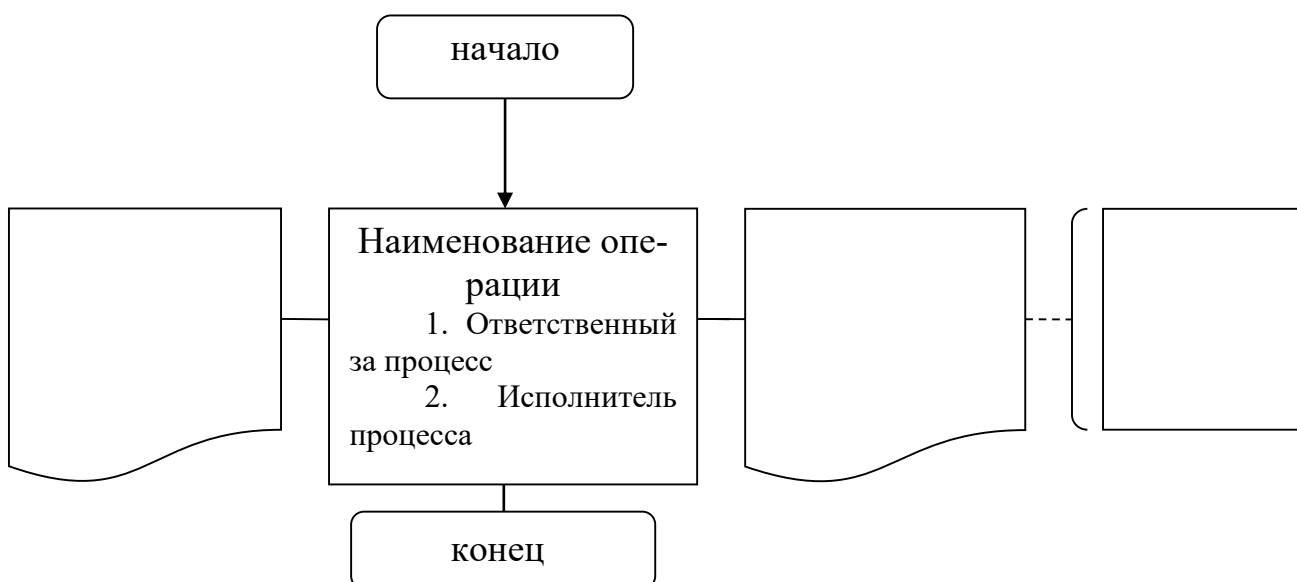 начало
Наименование опе-
рации
1. Ответственный
за процесс
2. Исполнитель
процесса
конец